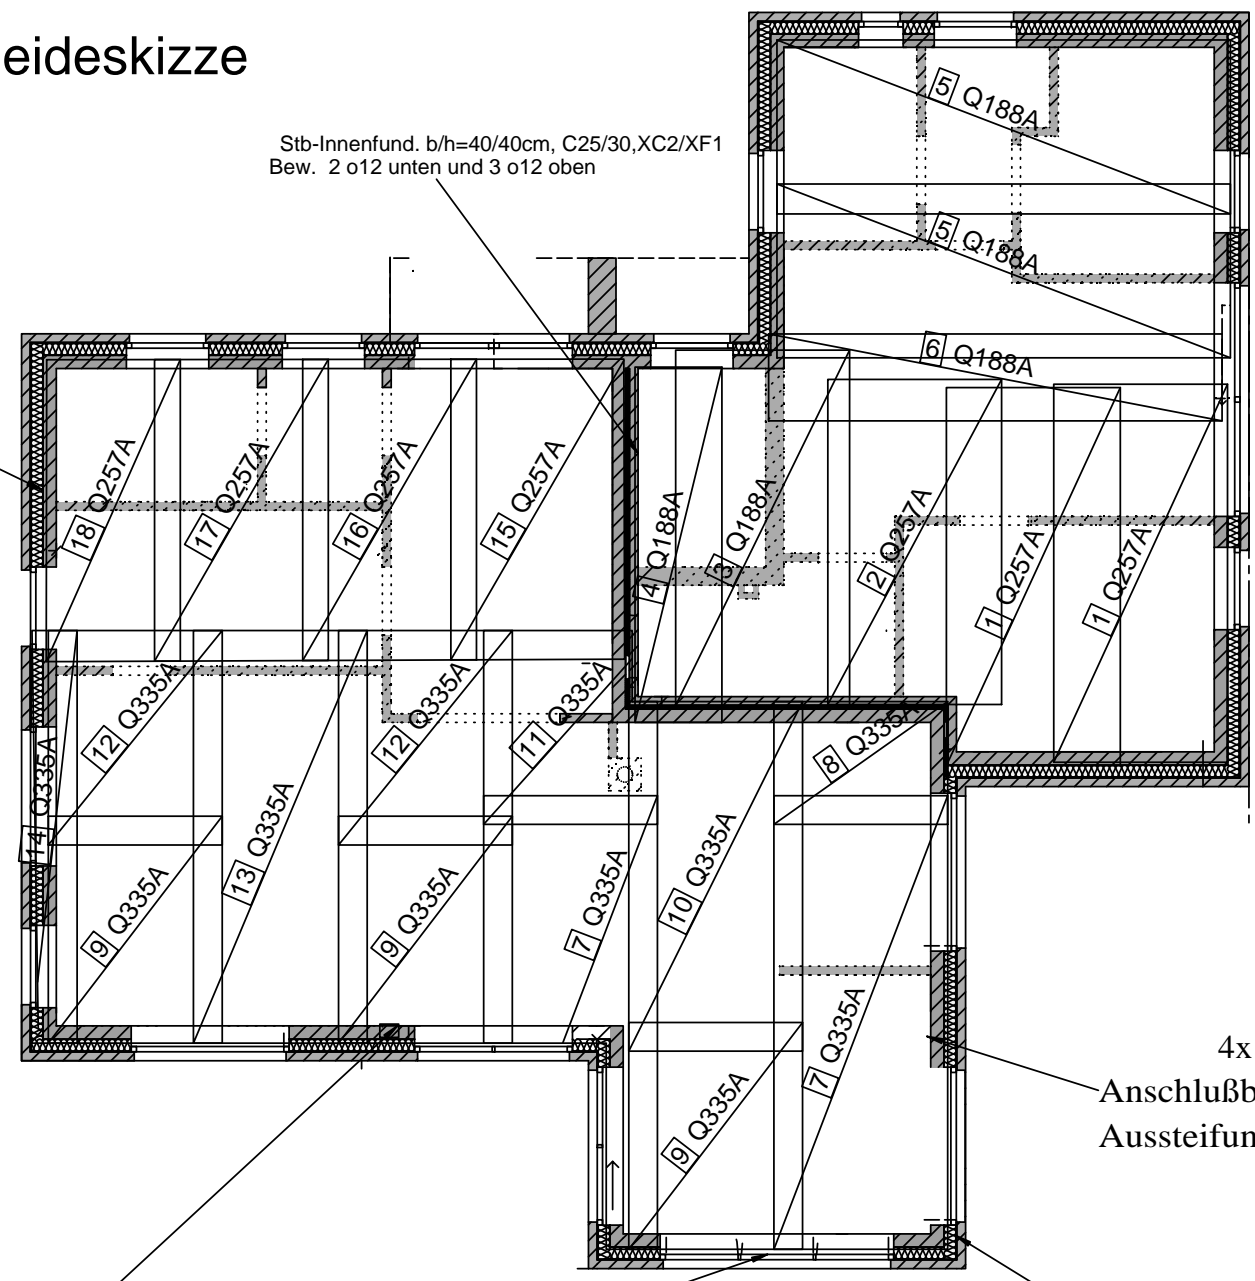 eideskizze
Stb-Innenfund. b/h=40/40cm, C25/30,XC2/XF1
Bew. 2 o12 unten und 3 o12 oben
5 Q188A
5 Q188A
6 Q188A
18 Q257A
17 Q257A
16 Q257A
15 Q257A
4 Q188A
3 Q188A
2 Q257A
1 Q257A
1 Q257A
14 Q335A
12 Q335A
12 Q335A
11 Q335A
8 Q335A
9 Q335A
13 Q335A
9 Q335A
7 Q335A
10 Q335A
7 Q335A
9 Q335A
4x
Anschlußb
Aussteifun